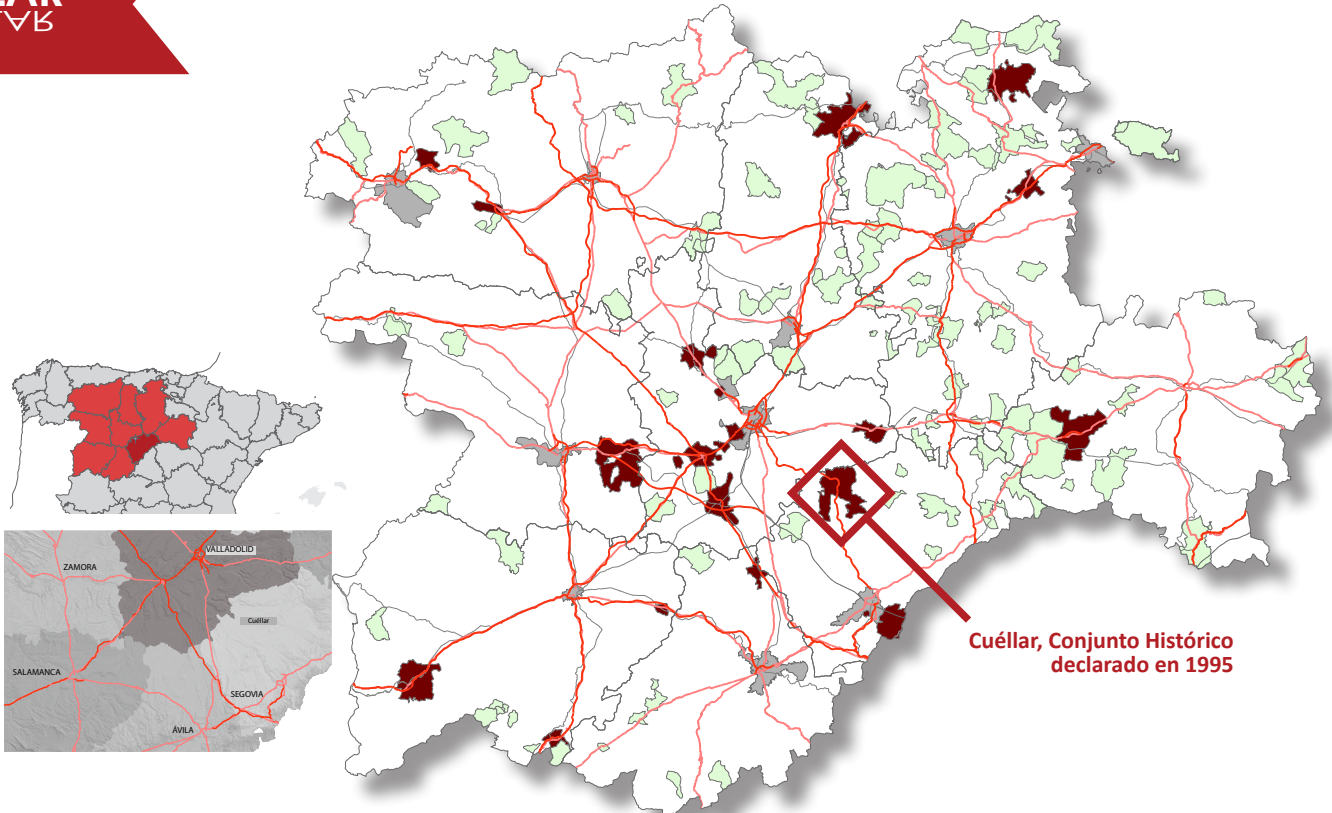 VALLADOLID
ZAMORA
Cuéllar
SALAMANCA
SEGOVIA
ÁVILA
Cuéllar, Conjunto Histórico
declarado en 1995